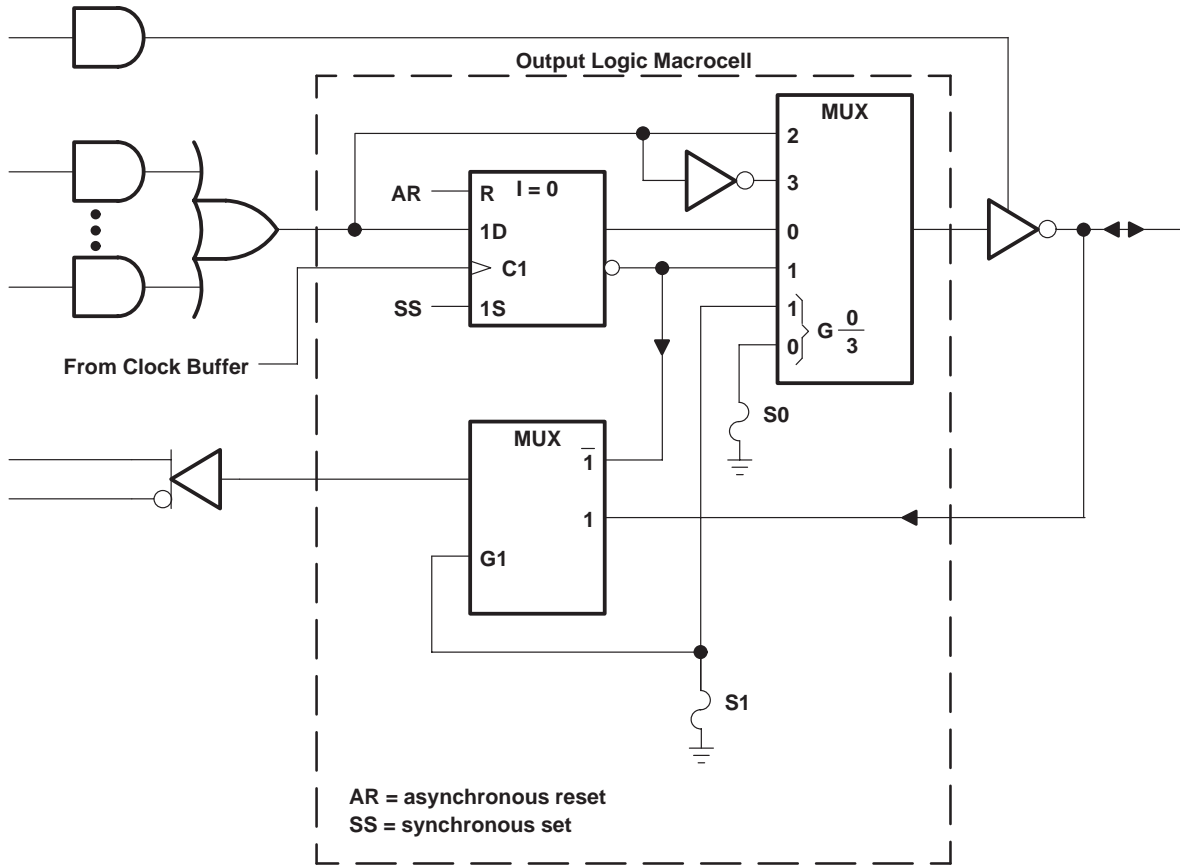 Output Logic Macrocell
MUX
2
3
0
1
1
0
G 0/3
AR
R
I = 0
1D
C1
SS
1S
From Clock Buffer
S0
MUX
1̅
1
G1
S1
AR = asynchronous reset
SS = synchronous set